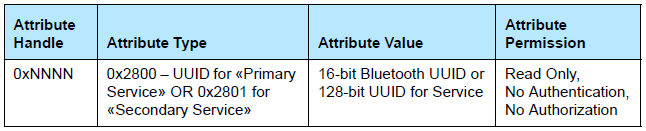 Attribute Handle
Attribute Type
Attribute Value
Attribute Permission
0xNNNN
0x2800 – UUID for «Primary
Service» OR 0x2801 for
«Secondary Service»
16-bit Bluetooth UUID or
128-bit UUID for Service
Read Only,
No Authentication,
No Authorization